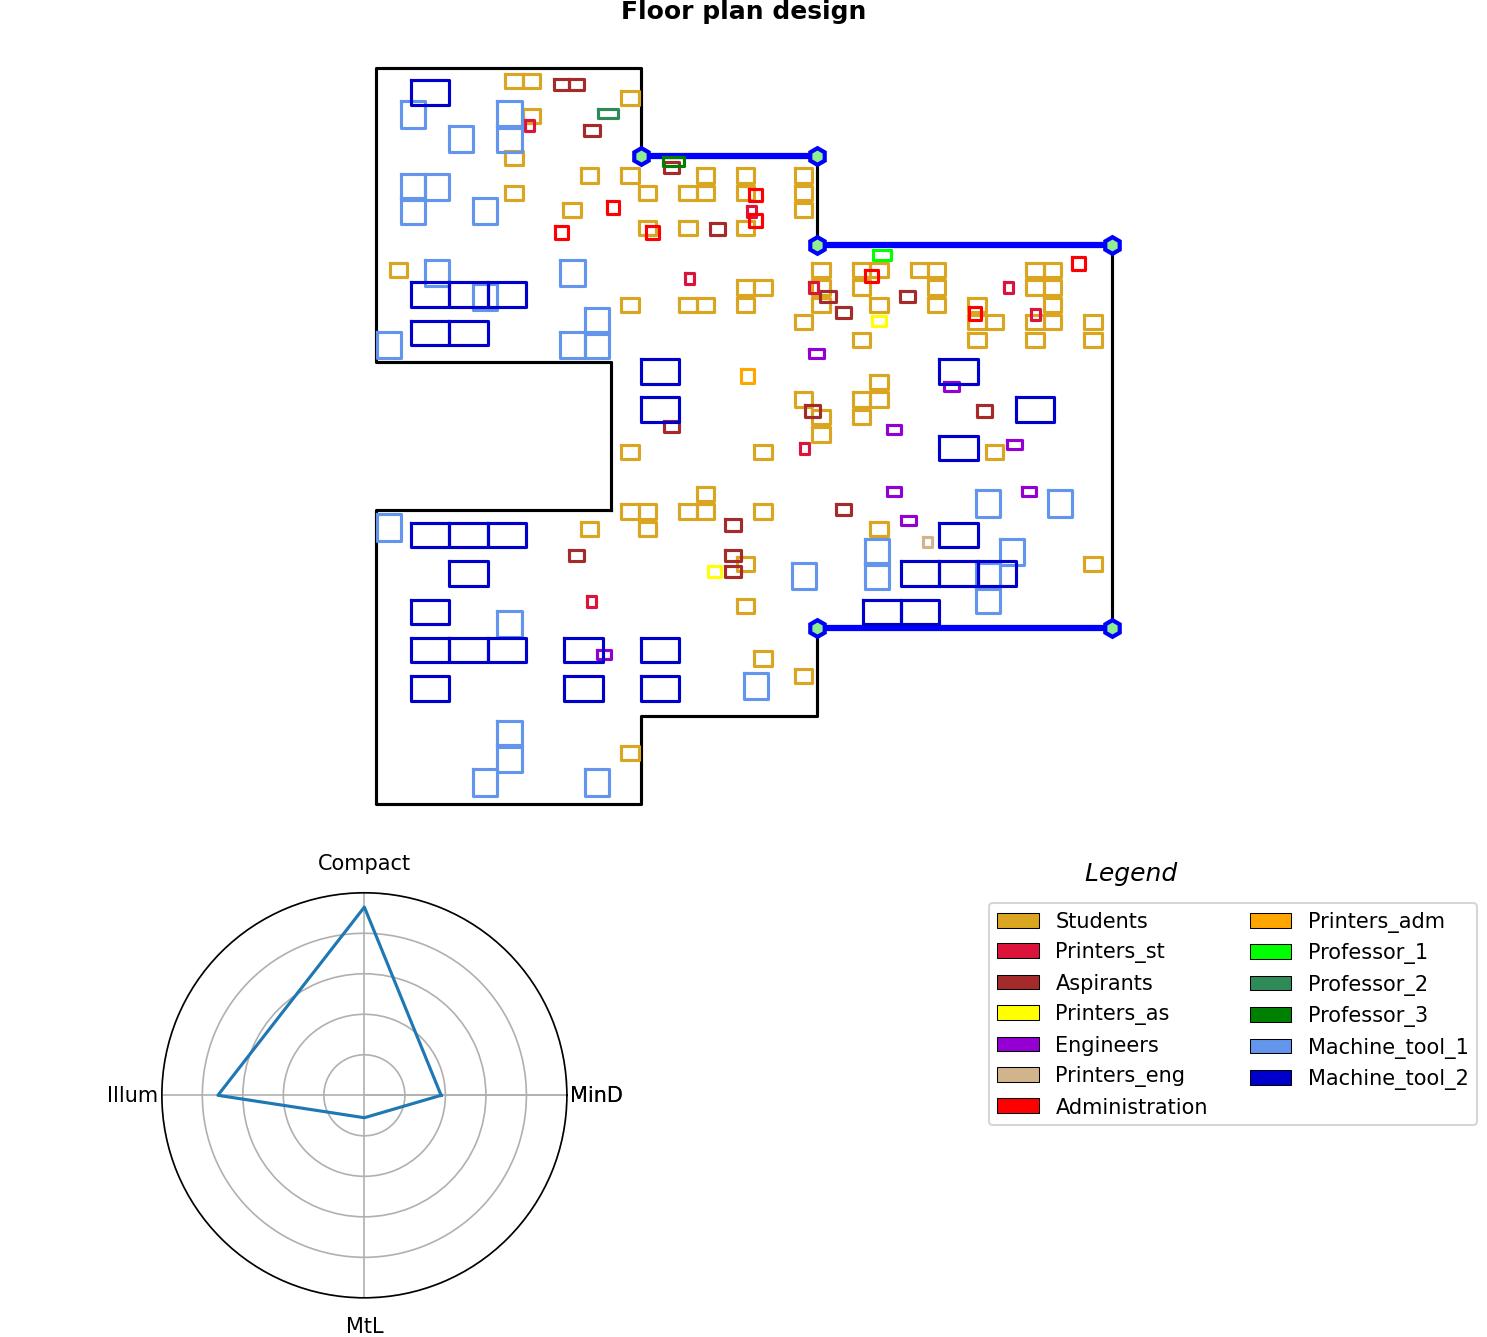 Floor plan design
Compact
Illum
MinD
MtL
Legend
Students
Printers_st
Aspirants
Printers_as
Engineers
Printers_eng
Administration
Printers_adm
Professor_1
Professor_2
Professor_3
Machine_tool_1
Machine_tool_2